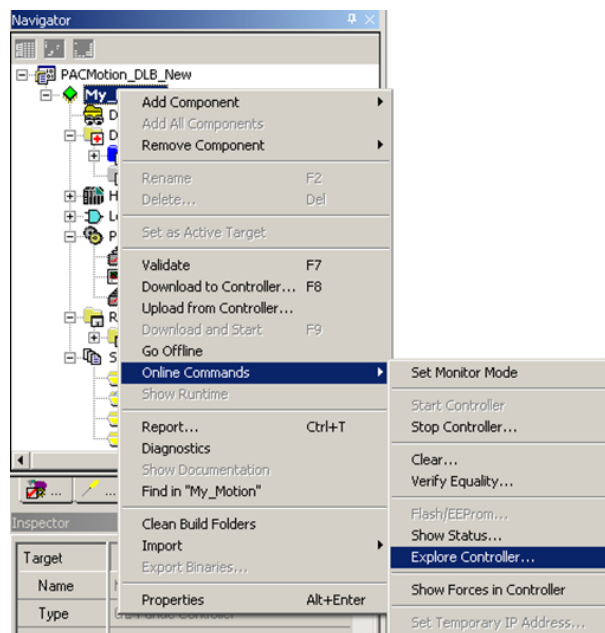 Navigator
PACMotion_DLB_New
My_
Add Component
Add All Components
Remove Component
Rename F2
Delete... Del
Set as Active Target
Validate F7
Download to Controller... F8
Upload from Controller...
Download and Start F9
Go Offline
Online Commands
Show Runtime
Report... Ctrl+T
Diagnostics
Show Documentation
Find in "My_Motion"
Clean Build Folders
Import
Export Binaries...
Properties Alt+Enter
Set Monitor Mode
Start Controller
Stop Controller...
Clear...
Verify Equality...
Flash/EEProm...
Show Status...
Explore Controller...
Show Forces in Controller
Set Temporary IP Address...
Inspector
Target
Name
Type